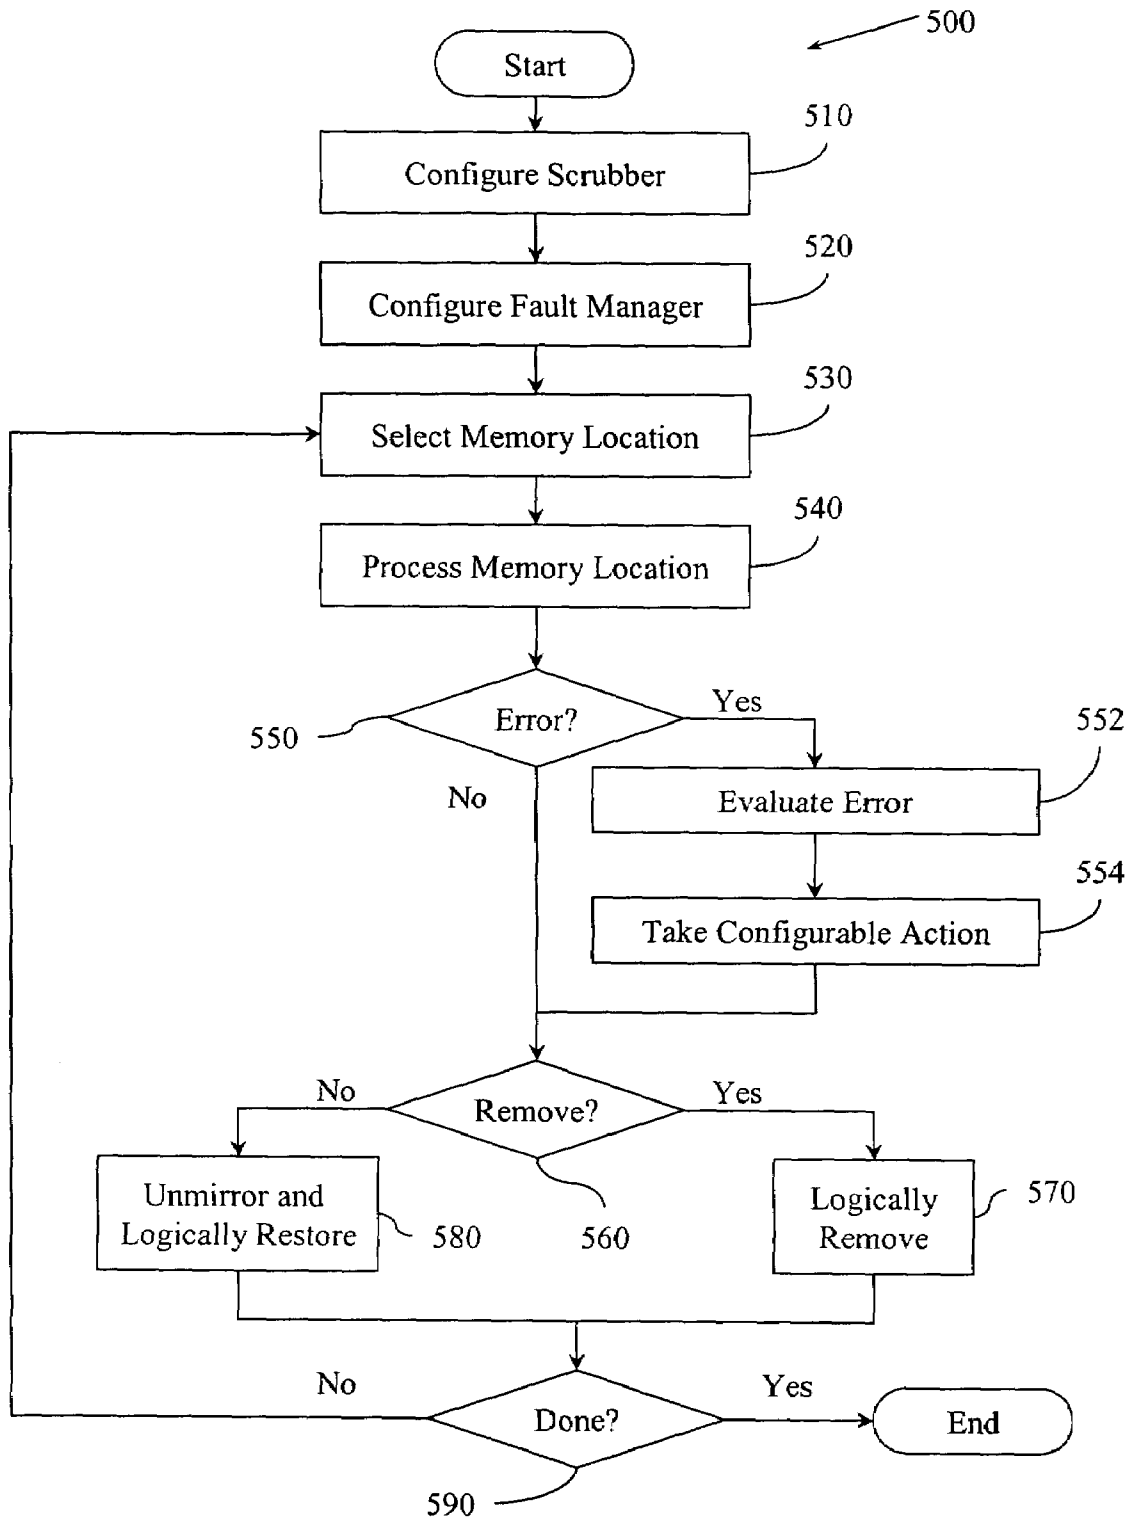 500
Start
510
Configure Scrubber
520
Configure Fault Manager
530
Select Memory Location
540
Process Memory Location
Yes
Error?
550
552
No
Evaluate Error
554
Take Configurable Action
No
Yes
Remove?
Unmirror and
Logically Restore
580
560
Logically
Remove
570
No
Yes
Done?
End
590